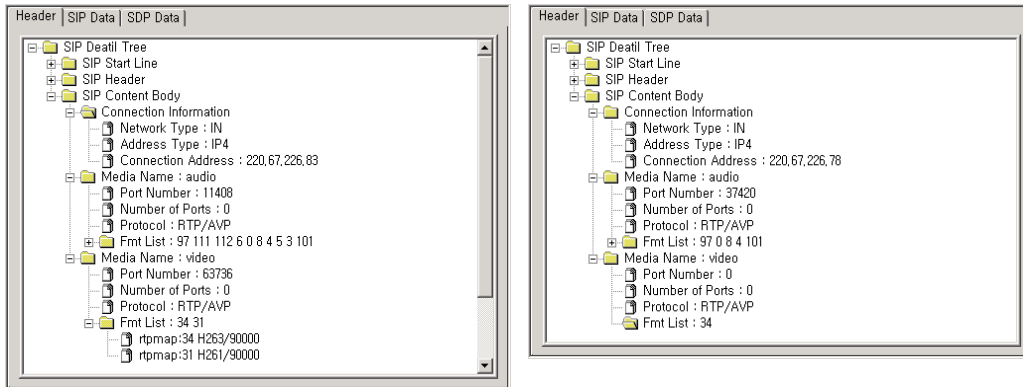 Header SIP Data SDP Data
SIP Deatil Tree
SIP Start Line
SIP Header
SIP Content Body
Connection Information
Network Type : IN
Address Type : IP4
Connection Address : 220,67,226,83
Media Name : audio
Port Number : 11408
Number of Ports : 0
Protocol : RTP/AVP
Fmt List : 97 111 112 6 0 8 4 5 3 101
Media Name : video
Port Number : 63736
Number of Ports : 0
Protocol : RTP/AVP
Fmt List : 34 31
rtpmap:34 H263/90000
rtpmap:31 H261/90000
Header SIP Data SDP Data
SIP Deatil Tree
SIP Start Line
SIP Header
SIP Content Body
Connection Information
Network Type : IN
Address Type : IP4
Connection Address : 220,67,226,78
Media Name : audio
Port Number : 37420
Number of Ports : 0
Protocol : RTP/AVP
Fmt List : 97 0 8 4 101
Media Name : video
Port Number : 0
Number of Ports : 0
Protocol : RTP/AVP
Fmt List : 34